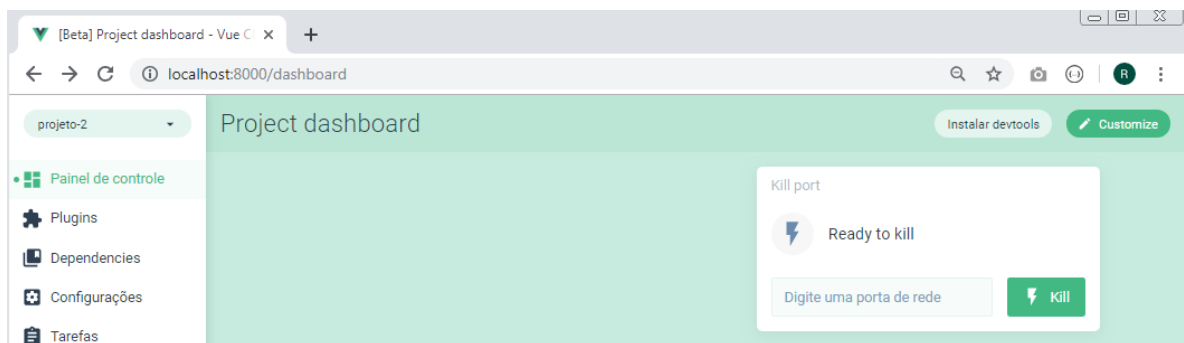 [Beta] Project dashboard - Vue C
localhost:8000/dashboard
R
projeto-2
Project dashboard
Instalar devtools
Customize
Painel de controle
Plugins
Dependencies
Configurações
Tarefas
Kill port
Ready to kill
Digite uma porta de rede
Kill